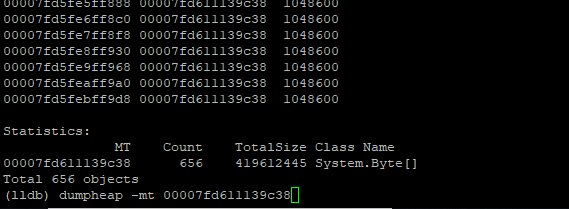 00007fd5fe5ff888 00007fd611139c38 1048600
00007fd5fe6ff8c0 00007fd611139c38 1048600
00007fd5fe7ff8f8 00007fd611139c38 1048600
00007fd5fe8ff930 00007fd611139c38 1048600
00007fd5fe9ff968 00007fd611139c38 1048600
00007fd5feaff9a0 00007fd611139c38 1048600
00007fd5febff9d8 00007fd611139c38 1048600
Statistics:
MT Count TotalSize Class Name
00007fd611139c38 656 419612445 System.Byte[]
Total 656 objects
(lldb) dumpheap -mt 00007fd611139c38